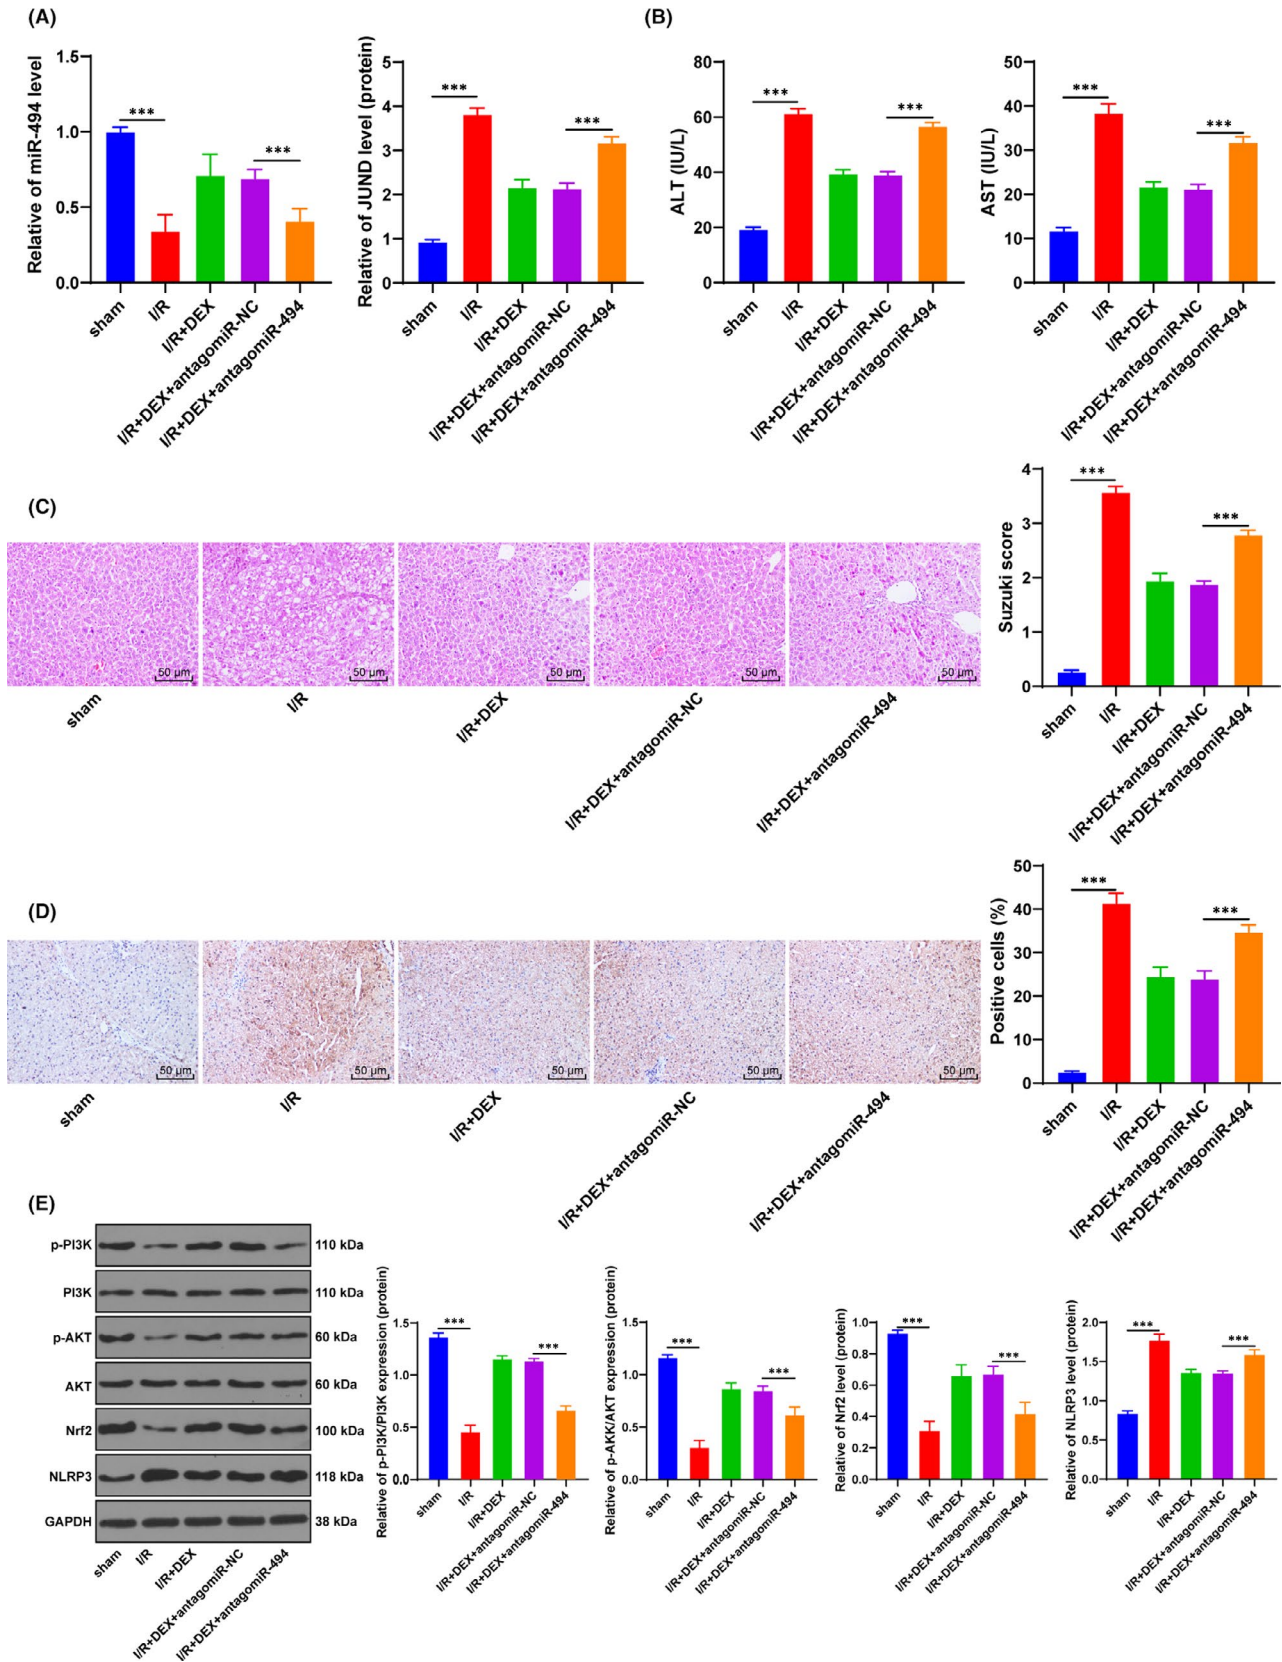 (A)
Relative of miR-494 level
1.5
1.0
0.5
0.0
***
***
sham
I/R
I/R+DEX
I/R+DEX+antagomiR-NC
I/R+DEX+antagomiR-494
Relative of JUND level (protein)
5
4
3
2
1
0
***
***
sham
I/R
I/R+DEX
I/R+DEX+antagomiR-NC
I/R+DEX+antagomiR-494
(B)
ALT (IU/L)
80
60
40
20
0
***
***
sham
I/R
I/R+DEX
I/R+DEX+antagomiR-NC
I/R+DEX+antagomiR-494
AST (IU/L)
50
40
30
20
10
0
***
***
sham
I/R
I/R+DEX
I/R+DEX+antagomiR-NC
I/R+DEX+antagomiR-494
(C)
50 μm
50 μm
50 μm
50 μm
50 μm
sham
I/R
I/R+DEX
I/R+DEX+antagomiR-NC
I/R+DEX+antagomiR-494
Suzuki score
4
3
2
1
0
***
***
sham
I/R
I/R+DEX
I/R+DEX+antagomiR-NC
I/R+DEX+antagomiR-494
(D)
50 μm
50 μm
50 μm
50 μm
50 μm
sham
I/R
I/R+DEX
I/R+DEX+antagomiR-NC
I/R+DEX+antagomiR-494
Positive cells (%)
50
40
30
20
10
0
***
***
sham
I/R
I/R+DEX
I/R+DEX+antagomiR-NC
I/R+DEX+antagomiR-494
(E)
p-PI3K 110 kDa
PI3K 110 kDa
p-AKT 60 kDa
AKT 60 kDa
Nrf2 100 kDa
NLRP3 118 kDa
GAPDH 38 kDa
sham
I/R
I/R+DEX
I/R+DEX+antagomiR-NC
I/R+DEX+antagomiR-494
Relative of p-PI3K/PI3K expression (protein)
1.5
1.0
0.5
0.0
***
***
sham
I/R
I/R+DEX
I/R+DEX+antagomiR-NC
I/R+DEX+antagomiR-494
Relative of p-AKK/AKT expression (protein)
1.5
1.0
0.5
0.0
***
***
sham
I/R
I/R+DEX
I/R+DEX+antagomiR-NC
I/R+DEX+antagomiR-494
Relative of Nrf2 level (protein)
1.0
0.8
0.6
0.4
0.2
0.0
***
***
sham
I/R
I/R+DEX
I/R+DEX+antagomiR-NC
I/R+DEX+antagomiR-494
Relative of NLRP3 level (protein)
2.0
1.5
1.0
0.5
0.0
***
***
sham
I/R
I/R+DEX
I/R+DEX+antagomiR-NC
I/R+DEX+antagomiR-494